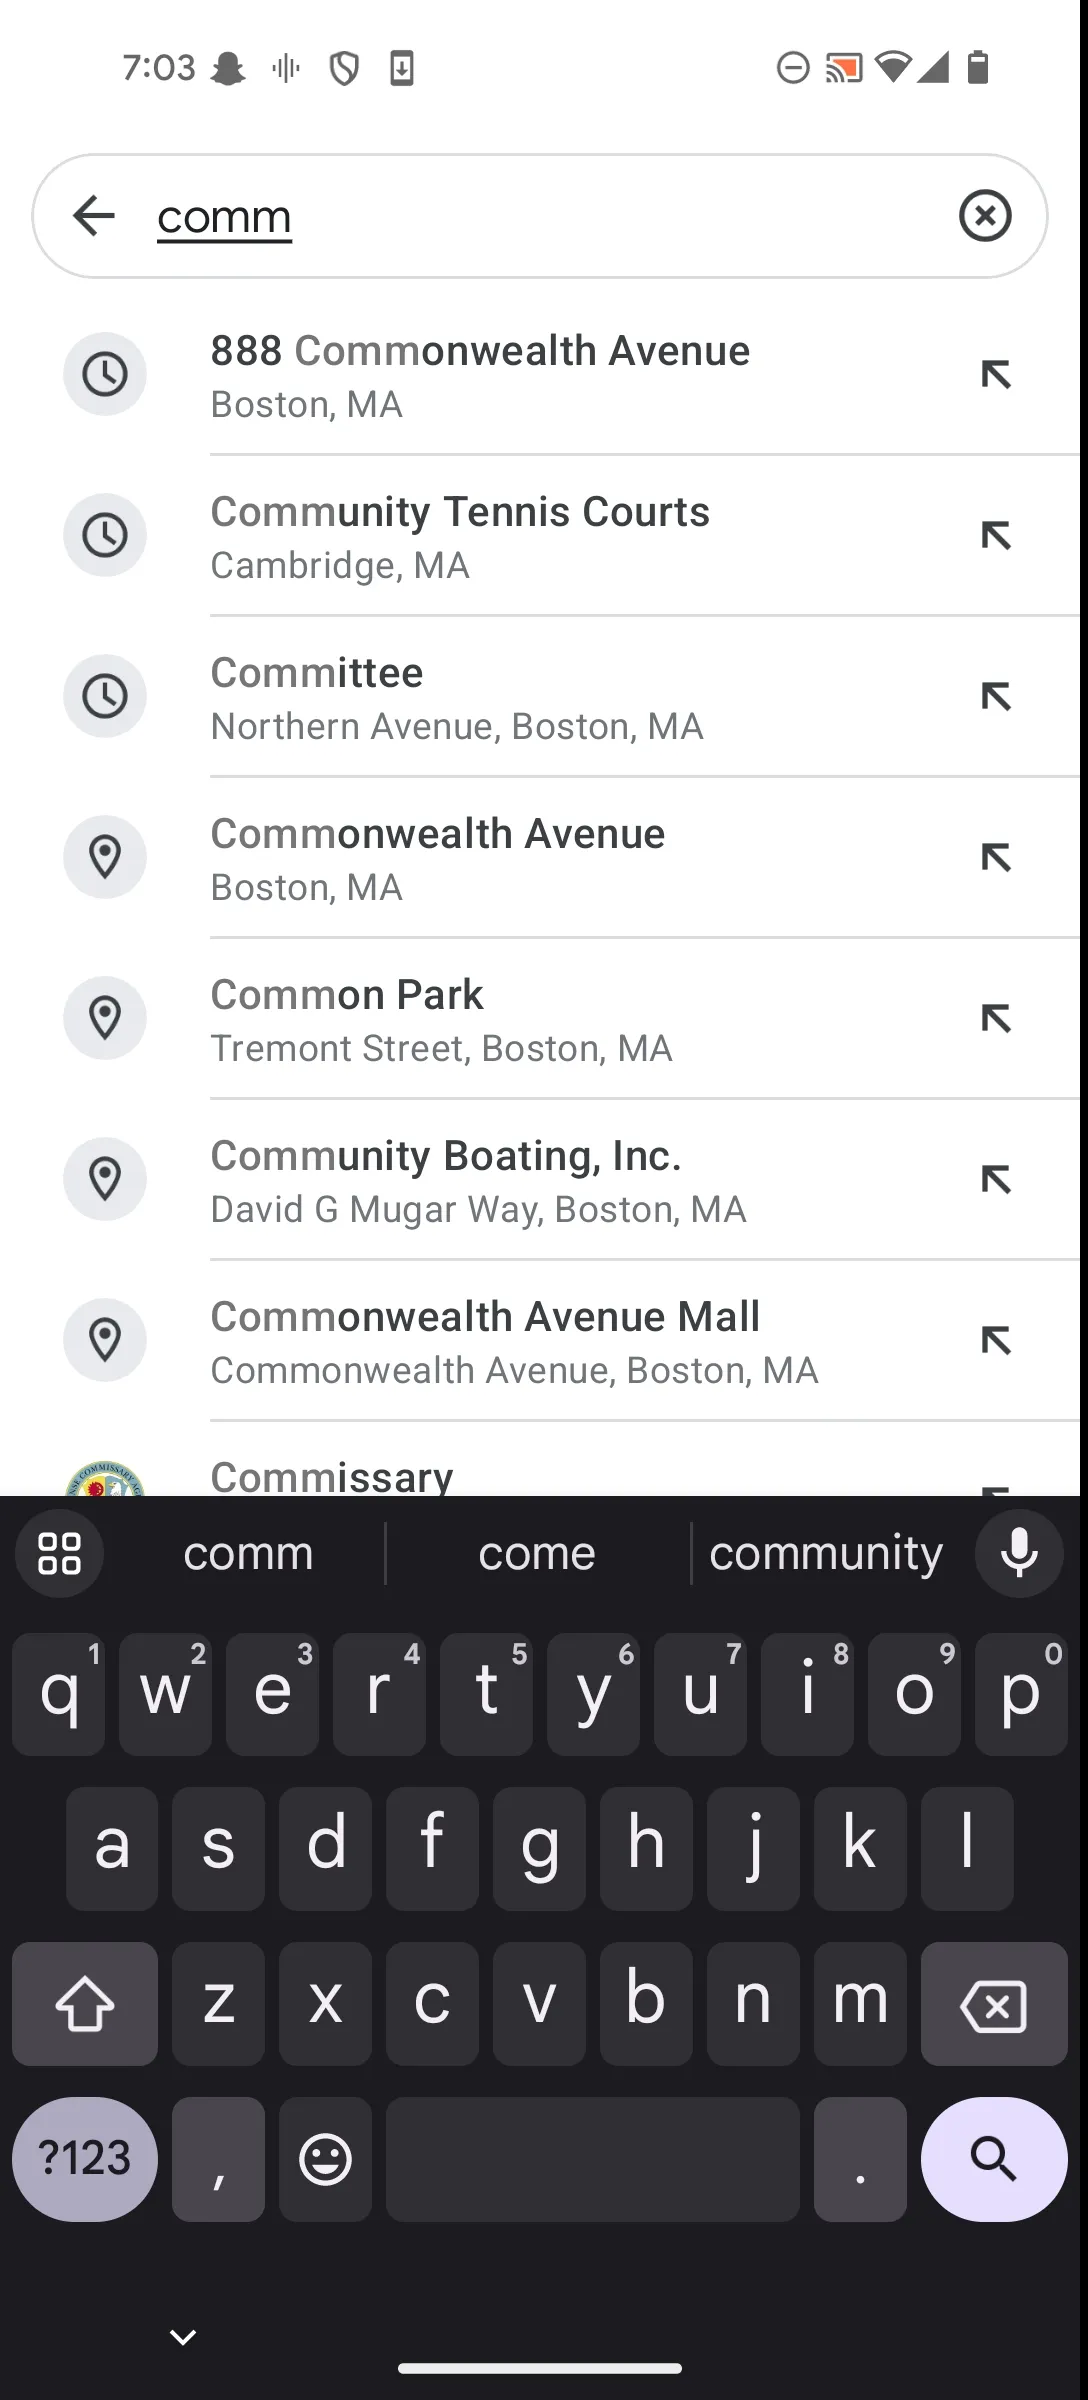 7:03
comm
888 Commonwealth Avenue
Boston, MA
Community Tennis Courts
Cambridge, MA
Committee
Northern Avenue, Boston, MA
Commonwealth Avenue
Boston, MA
Common Park
Tremont Street, Boston, MA
Community Boating, Inc.
David G Mugar Way, Boston, MA
Commonwealth Avenue Mall
Commonwealth Avenue, Boston, MA
COMMISSARY
Commissary
comm come community
1 2 3 4 5 6 7 8 9 0
q w e r t y u i o p
a s d f g h j k l
z x c v b n m
?123 , .